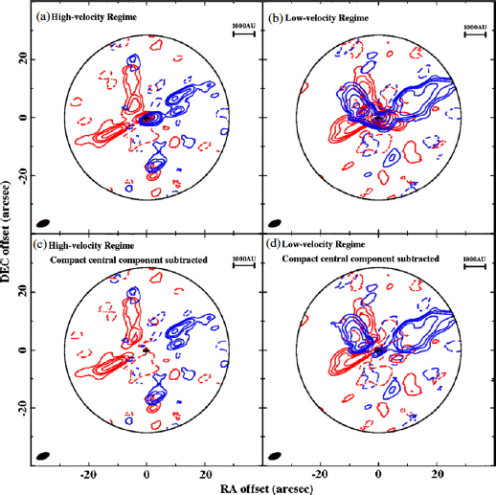 (a) High-velocity Regime
1000AU
(b) Low-velocity Regime
1000AU
20
0
-20
(c) High-velocity Regime
Compact central component subtracted
1000AU
(d) Low-velocity Regime
Compact central component subtracted
1000AU
20
0
-20
DEC offset (arcsec)
-20
0
20
-20
0
20
RA offset (arcsec)